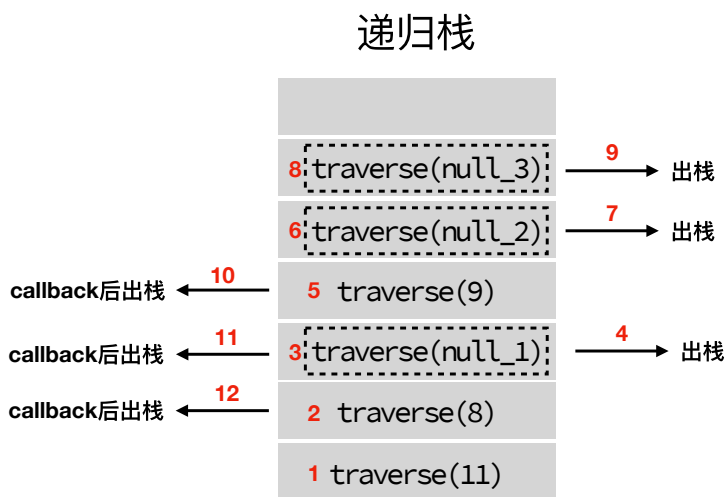 递归栈
8 traverse(null_3) 9 出栈
6 traverse(null_2) 7 出栈
callback后出栈 10 5 traverse(9)
callback后出栈 11 3 traverse(null_1) 4 出栈
callback后出栈 12 2 traverse(8)
1 traverse(11)